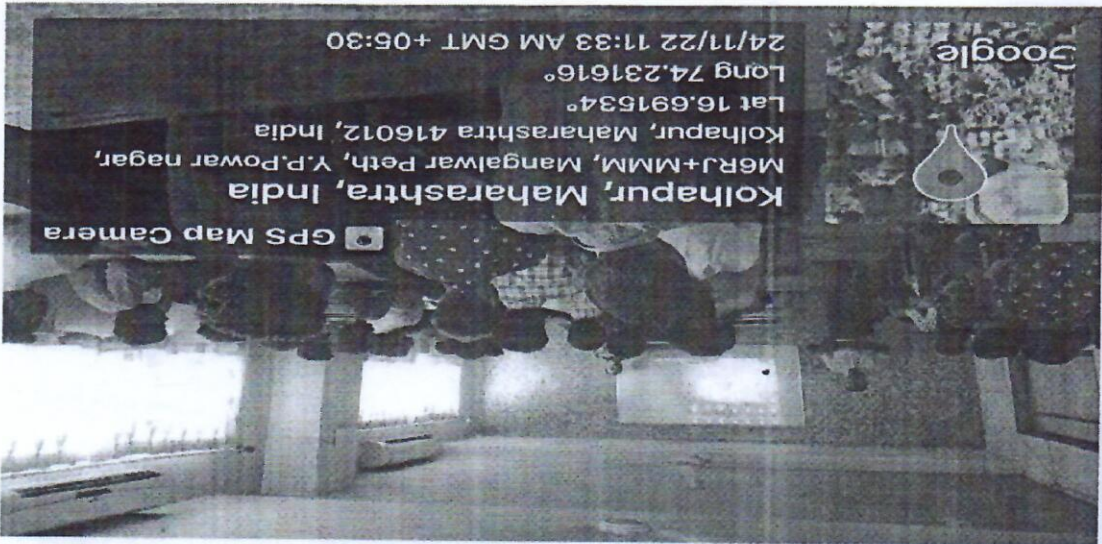 GPS Map Camera
Kolhapur, Maharashtra, India
M6RJ+MMM, Mangalwar Peth, Y.P.Powar nagar,
Kolhapur, Maharashtra 416012, India
Lat 16.691534°
Long 74.231616°
24/11/22 11:33 AM GMT +05:30
Google